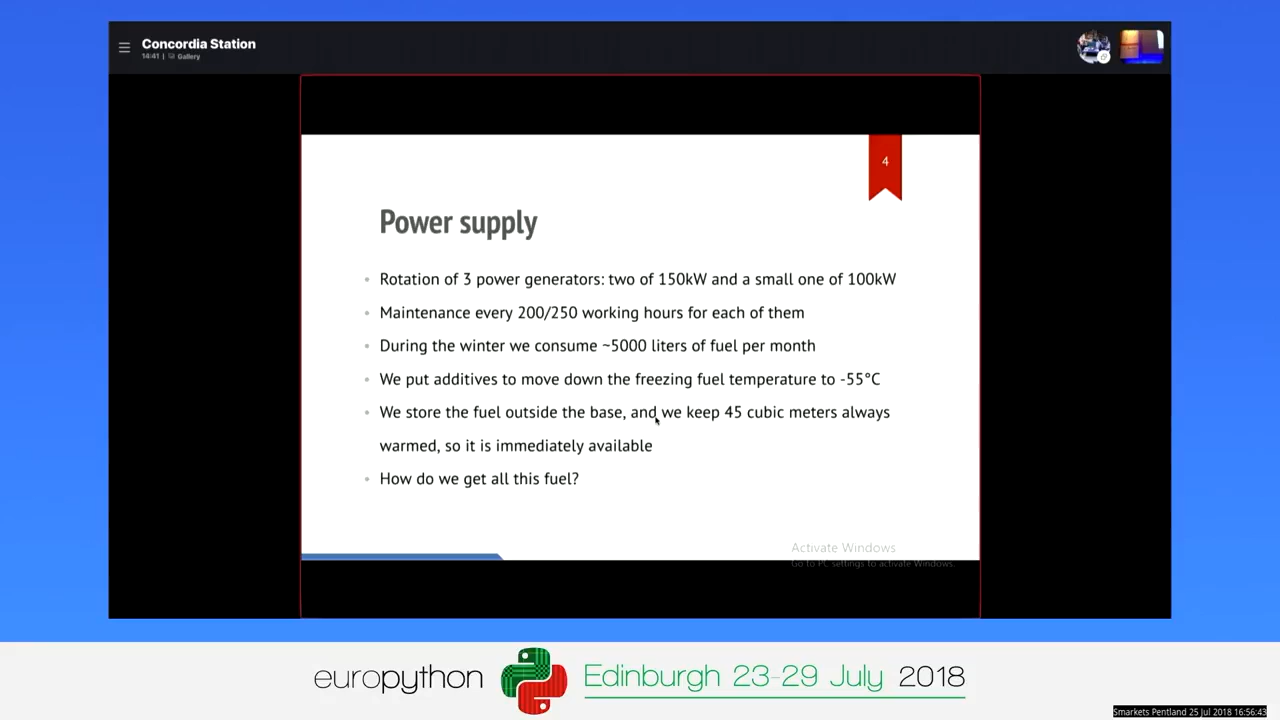 Concordia Station
14:41 | Gallery
4
Power supply
Rotation of 3 power generators: two of 150kW and a small one of 100kW
Maintenance every 200/250 working hours for each of them
During the winter we consume ~5000 liters of fuel per month
We put additives to move down the freezing fuel temperature to -55°C
We store the fuel outside the base, and we keep 45 cubic meters always
warmed, so it is immediately available
How do we get all this fuel?
Activate Windows
Go to PC settings to activate Windows.
europython Edinburgh 23-29 July 2018
Smarkets Pentland 25 Jul 2018 16:56:43